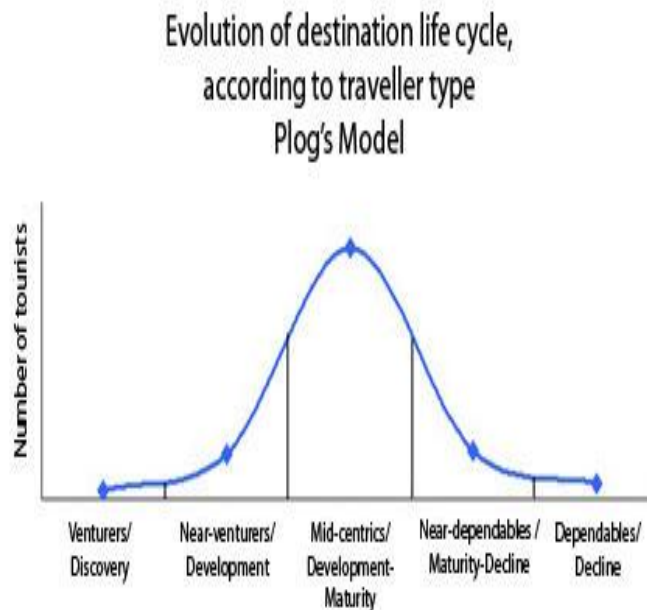 Evolution of destination life cycle,
according to traveller type
Plog's Model
Number of tourists
Venturers/
Discovery
Near-venturers/
Development
Mid-centrics/
Development-
Maturity
Near-dependables /
Maturity-Decline
Dependables/
Decline